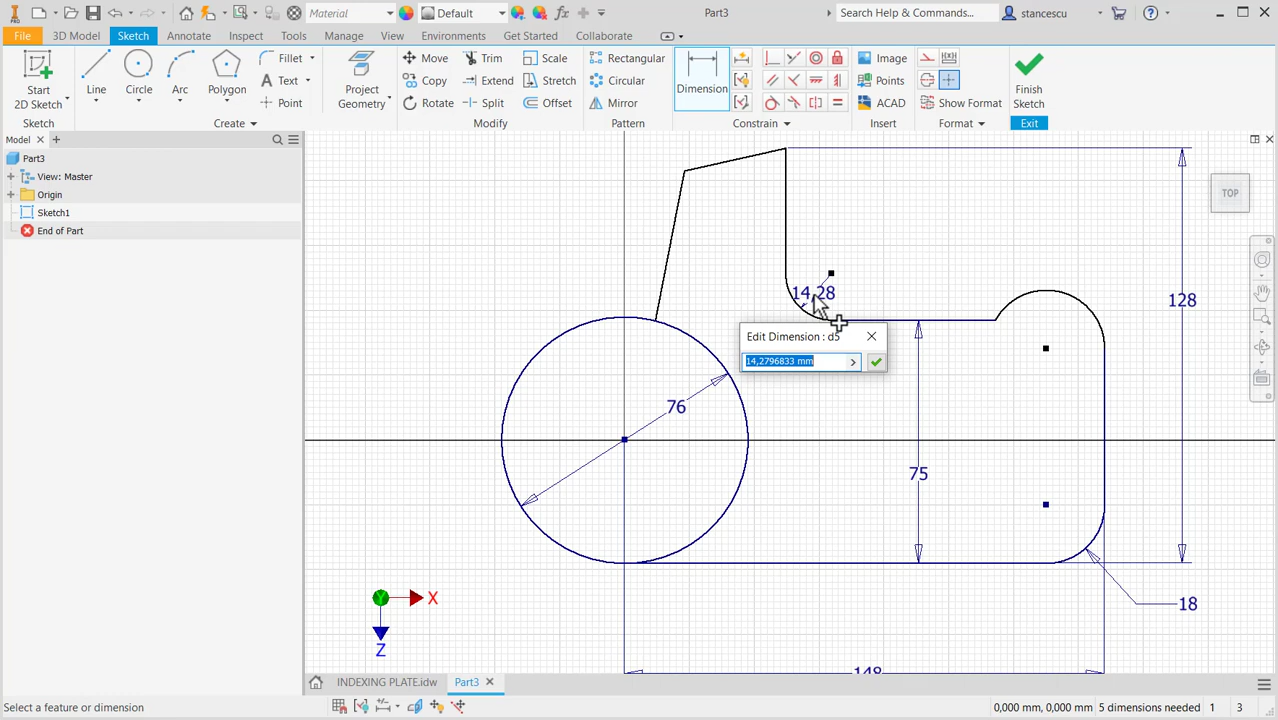 Material
Default
Part3
Search Help & Commands...
stancescu
PRO
File
3D Model
Sketch
Annotate
Inspect
Tools
Manage
View
Environments
Get Started
Collaborate
Start
2D Sketch
Line
Circle
Arc
Polygon
Fillet
Text
Point
Project
Geometry
Move
Copy
Rotate
Trim
Extend
Split
Scale
Stretch
Offset
Rectangular
Circular
Mirror
Dimension
Image
Points
ACAD
Show Format
Finish
Sketch
Sketch
Create
Modify
Pattern
Constrain
Insert
Format
Exit
Model
Part3
View: Master
Origin
Sketch1
End of Part
TOP
14,28
128
Edit Dimension : d5
14,2796833 mm
76
75
18
148
X
Y
Z
INDEXING PLATE.idw
Part3
Select a feature or dimension
0,000 mm, 0,000 mm
5 dimensions needed
1
3